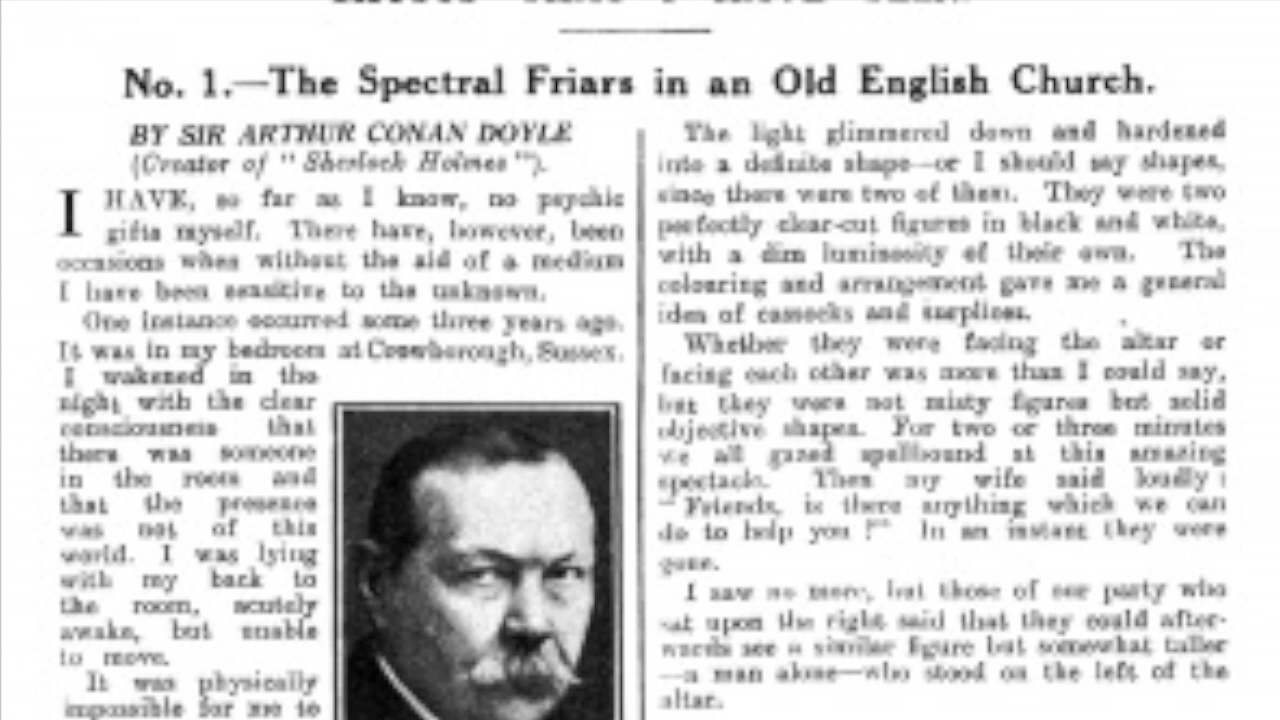 No. 1.—The Spectral Friars in an Old English Church.
BY SIR ARTHUR CONAN DOYLE
(Creator of "Sherlock Holmes").
I HAVE, so far as I know, no psychic
gifts myself. There have, however, been
occasions when without the aid of a medium
I have been sensitive to the unknown.
One instance occurred some three years ago.
It was in my bedroom at Crowborough, Sussex.
I wakened in the
night with the clear
consciousness that
there was someone
in the room and
that the presence
was not of this
world. I was lying
with my back to
the room, acutely
awake, but unable
to move.
It was physically
impossible for me to
The light glimmered down and hardened
into a definite shape—or I should say shapes,
since there were two of them. They were two
perfectly clear-cut figures in black and white,
with a dim luminosity of their own. The
colouring and arrangement gave me a general
idea of cassocks and surplices.
Whether they were facing the altar or
facing each other was more than I could say,
but they were not misty figures but solid
objective shapes. For two or three minutes
we all gazed spellbound at this amazing
spectacle. Then my wife said loudly:
"Friends, is there anything which we can
do to help you?" In an instant they were
gone.
I saw no more, but those of our party who
sat upon the right said that they could after-
wards see a similar figure but somewhat taller
—a man alone—who stood on the left of the
altar.